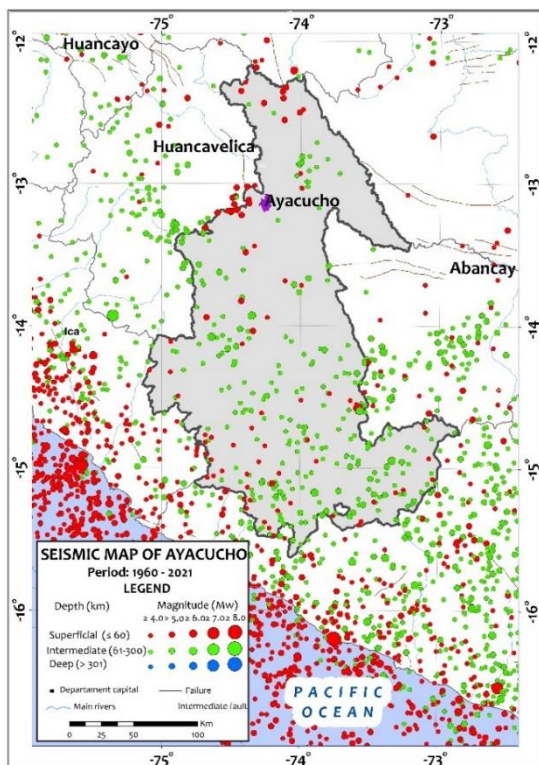 -75 -74 -73
-12 -12
Huancayo
Huancavelica
-13 -13
Ayacucho
Abancay
-14 -14
Ica
-15 -15
SEISMIC MAP OF AYACUCHO
Period: 1960 - 2021
LEGEND
Depth (km) Magnitude (Mw)
Superficial (≤ 60)
Intermediate (61-300)
Deep (> 301)
Departament capital Failure
Main rivers Intermediate
0 25 50 100
Km
-16 -16
PACIFIC
OCEAN
-75 -74 -73